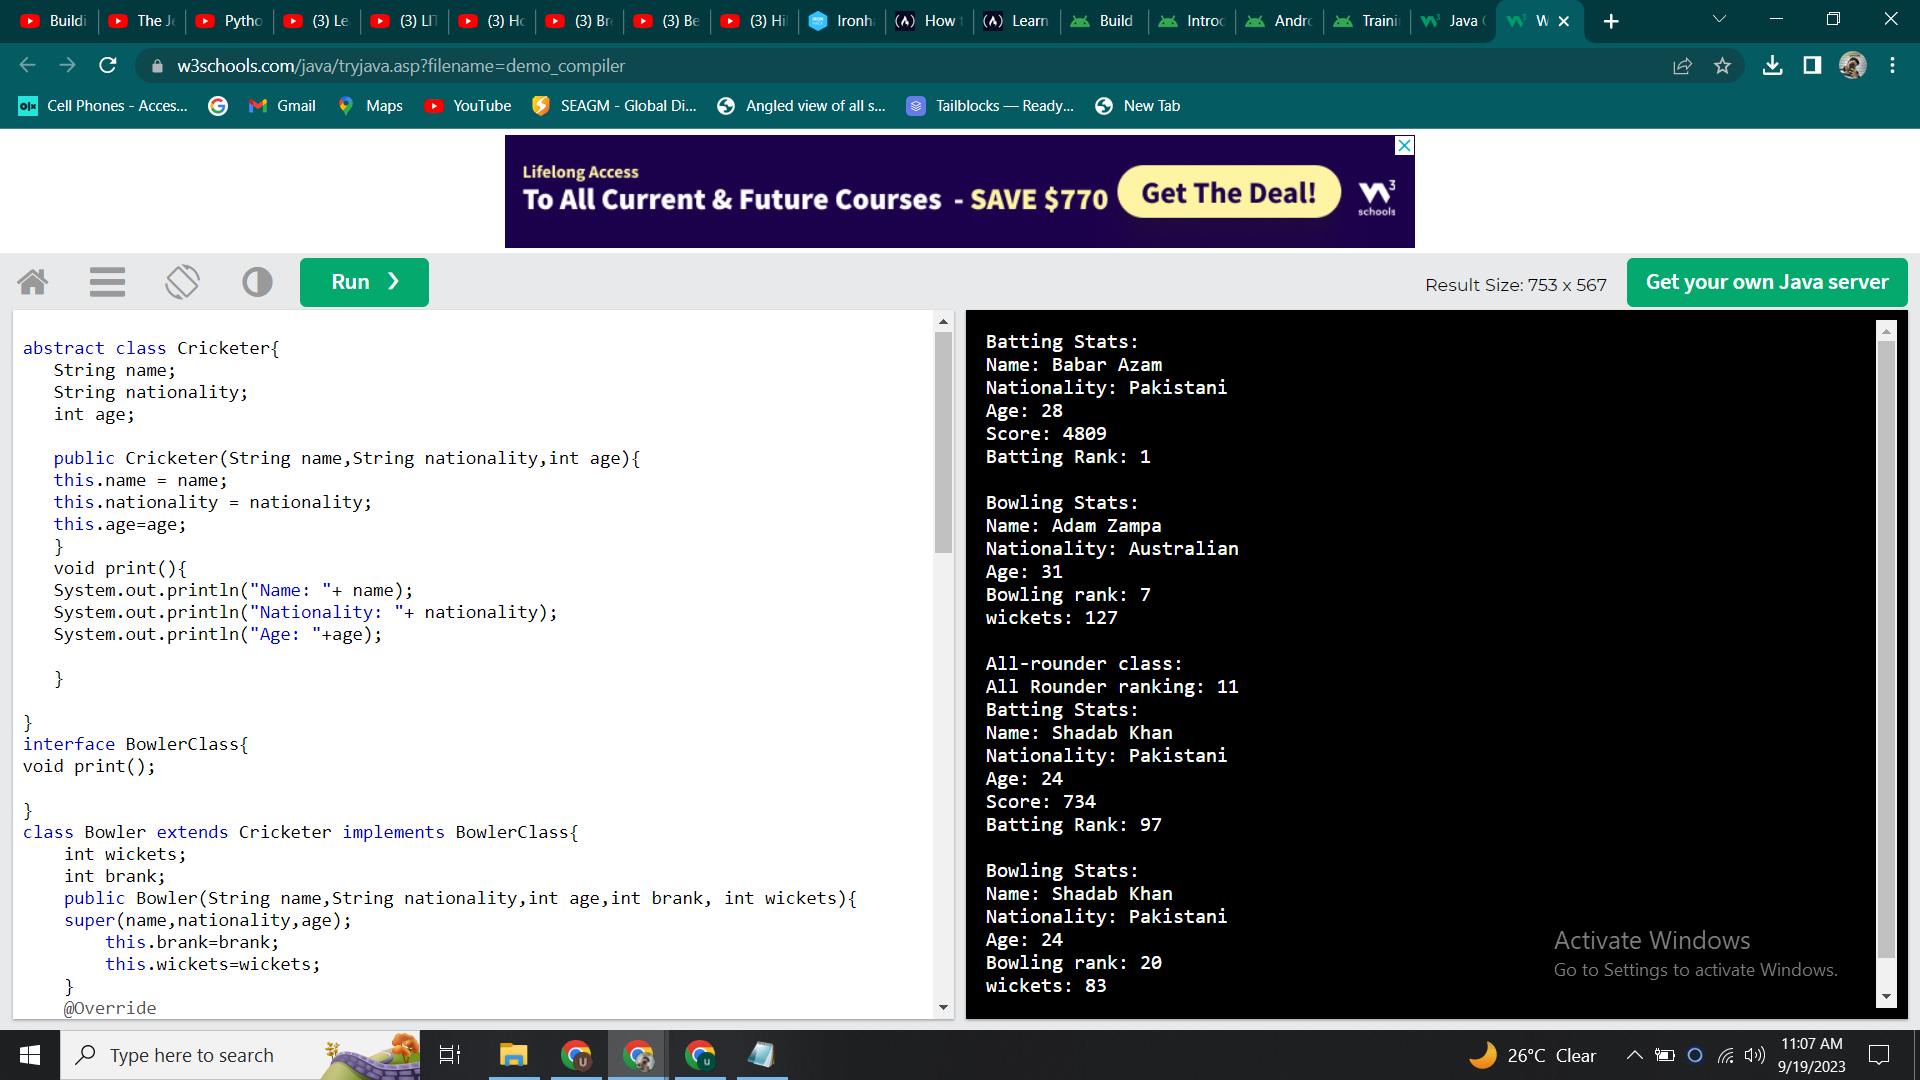 Buildi
The Je
Pytho
(3) Le
(3) LIT
(3) Ho
(3) Bre
(3) Be
(3) Hi
Ironha
How
Learn
Build
Introd
Andro
Traini
Java
W
w3schools.com/java/tryjava.asp?filename=demo_compiler
olx Cell Phones - Acces...
Gmail
Maps
YouTube
SEAGM - Global Di...
Angled view of all s...
Tailblocks — Ready...
New Tab
Lifelong Access
To All Current & Future Courses - SAVE $770
Get The Deal!
W3 schools
Run ❯
Result Size: 753 x 567
Get your own Java server
abstract class Cricketer{
String name;
String nationality;
int age;
public Cricketer(String name,String nationality,int age){
this.name = name;
this.nationality = nationality;
this.age=age;
}
void print(){
System.out.println("Name: "+ name);
System.out.println("Nationality: "+ nationality);
System.out.println("Age: "+age);
}
}
interface BowlerClass{
void print();
}
class Bowler extends Cricketer implements BowlerClass{
int wickets;
int brank;
public Bowler(String name,String nationality,int age,int brank, int wickets){
super(name,nationality,age);
this.brank=brank;
this.wickets=wickets;
}
@Override
Batting Stats:
Name: Babar Azam
Nationality: Pakistani
Age: 28
Score: 4809
Batting Rank: 1
Bowling Stats:
Name: Adam Zampa
Nationality: Australian
Age: 31
Bowling rank: 7
wickets: 127
All-rounder class:
All Rounder ranking: 11
Batting Stats:
Name: Shadab Khan
Nationality: Pakistani
Age: 24
Score: 734
Batting Rank: 97
Bowling Stats:
Name: Shadab Khan
Nationality: Pakistani
Age: 24
Bowling rank: 20
wickets: 83
Activate Windows
Go to Settings to activate Windows.
Type here to search
26°C Clear
11:07 AM
9/19/2023